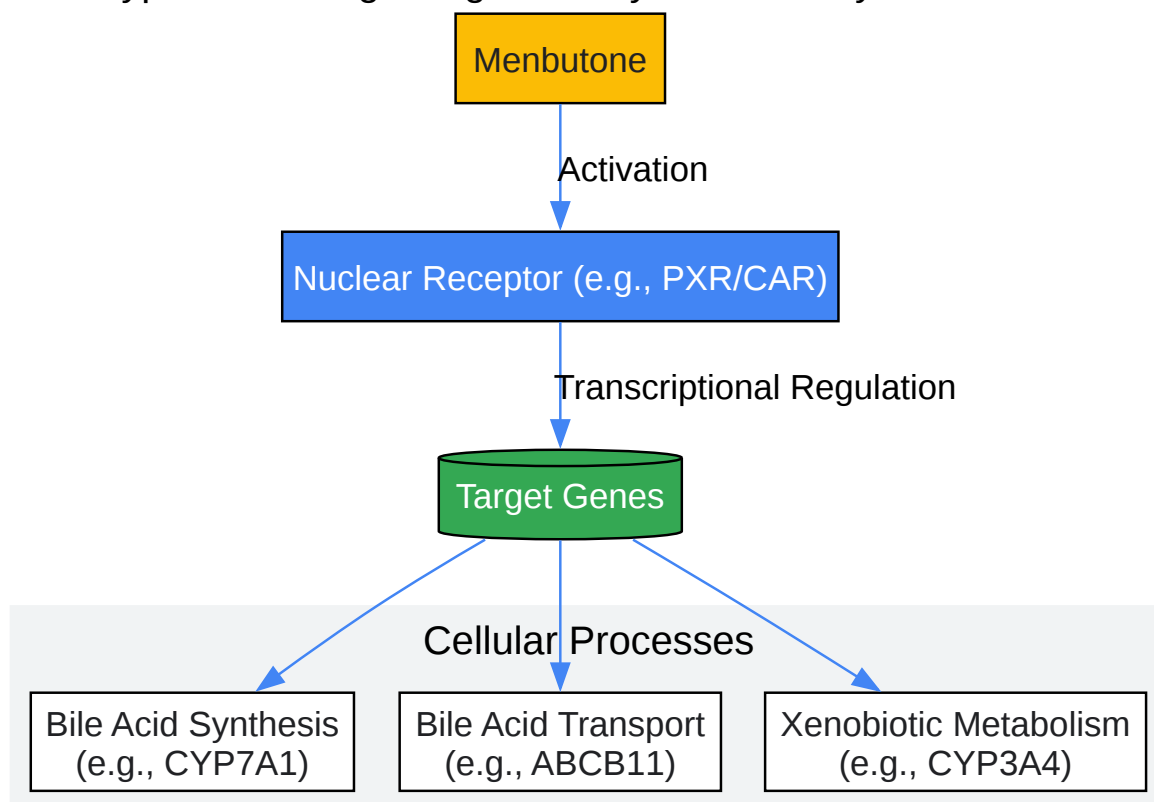 Menbutone
Activation
Nuclear Receptor (e.g., PXR/CAR)
Transcriptional Regulation
Target Genes
Cellular Processes
Bile Acid Synthesis
(e.g., CYP7A1)
Bile Acid Transport
(e.g., ABCB11)
Xenobiotic Metabolism
(e.g., CYP3A4)